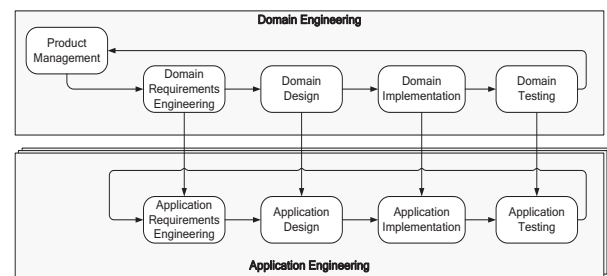 Domain Engineering
Product
Management
Domain
Requirements
Engineering
Domain
Design
Domain
Implementation
Domain
Testing
Application
Requirements
Engineering
Application
Design
Application
Implementation
Application
Testing
Application Engineering